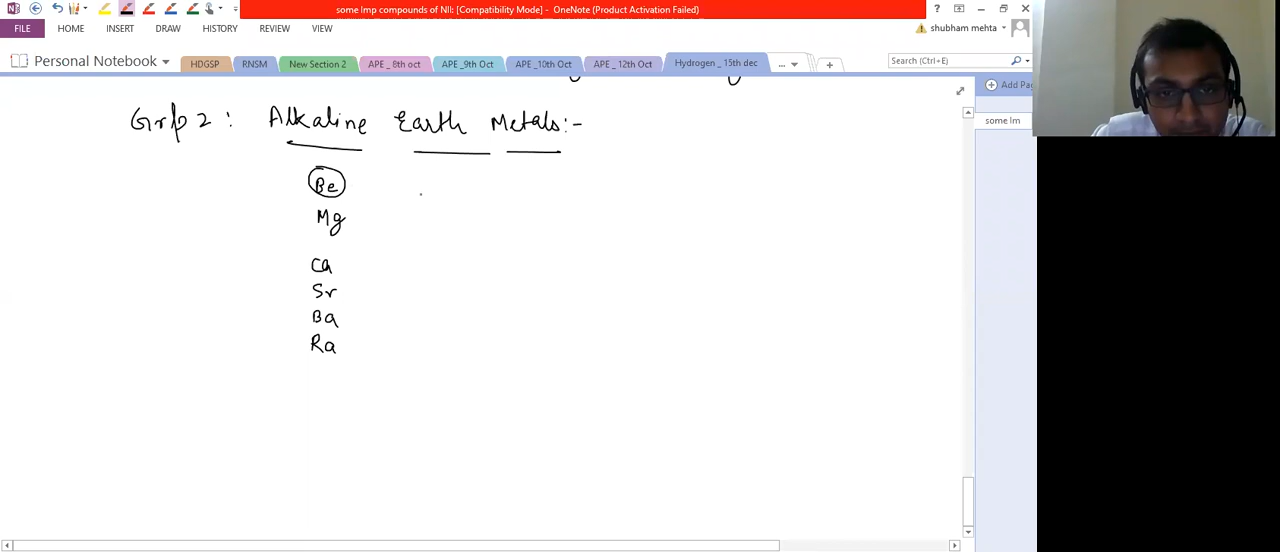 some Imp compounds of NII: [Compatibility Mode] - OneNote (Product Activation Failed)
FILE HOME INSERT DRAW HISTORY REVIEW VIEW shubham mehta
Personal Notebook HDGSP RNSM New Section 2 APE _ 8th oct APE _9th Oct APE _10th Oct APE _ 12th Oct Hydrogen _ 15th dec ... + Search (Ctrl+E)
Add Pag
some Im
Grp 2 : Alkaline Earth Metals :-
Be
Mg
Ca
Sr
Ba
Ra